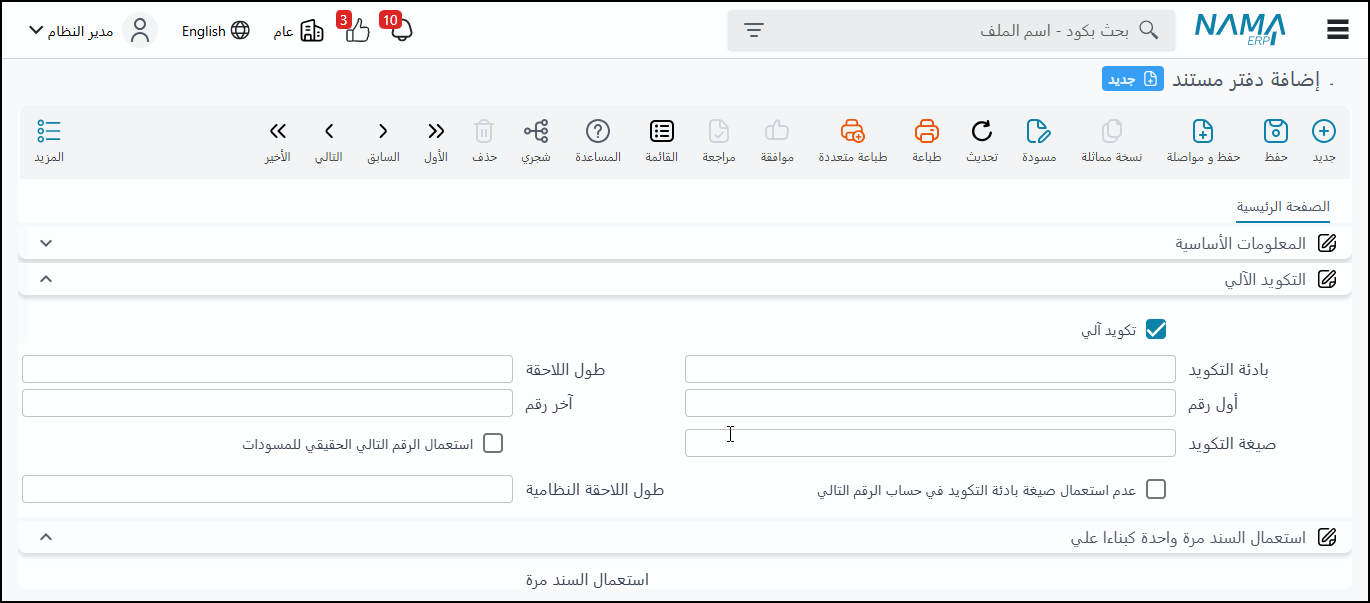 NAMA ERP
بحث بكود - اسم الملف
10
3
عام
English
مدير النظام
. إضافة دفتر مستند جديد
جديد حفظ حفظ و مواصلة نسخة مماثلة مسودة تحديث طباعة طباعة متعددة موافقة مراجعة القائمة المساعدة شجري حذف الأول السابق التالي الأخير المزيد
الصفحة الرئيسية
المعلومات الأساسية
التكويد الآلي
تكويد آلي
بادئة التكويد طول اللاحقة
أول رقم آخر رقم
صيغة التكويد استعمال الرقم التالي الحقيقي للمسودات
عدم استعمال صيغة بادئة التكويد في حساب الرقم التالي طول اللاحقة النظامية
استعمال السند مرة واحدة كبناءا علي
استعمال السند مرة